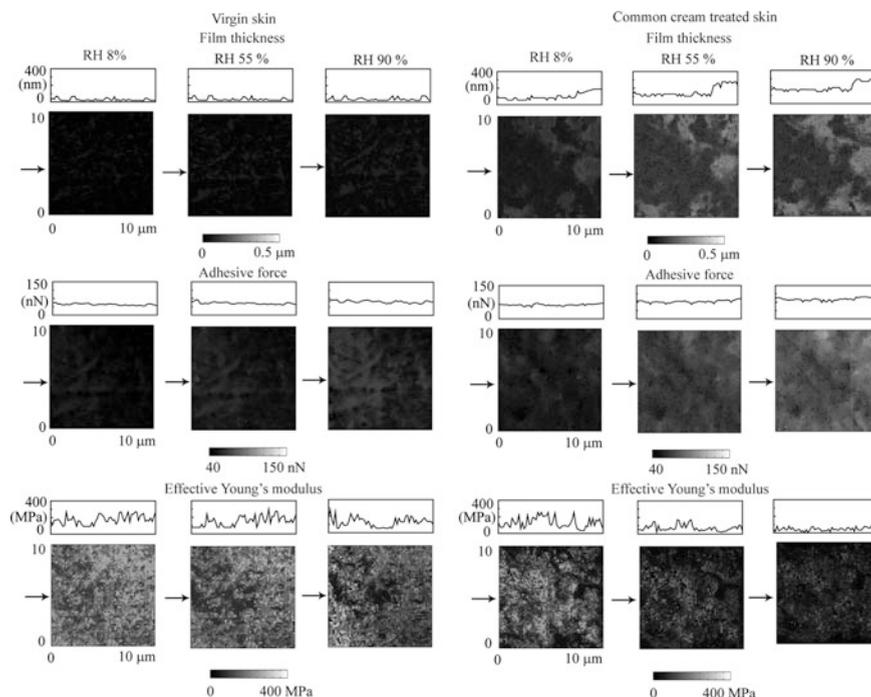 Virgin skin
Film thickness
RH 8%
RH 55 %
RH 90 %
400
(nm)
0
10
0
0
10 μm
0
0.5 μm
Adhesive force
150
(nN)
0
10
0
0
10 μm
40
150 nN
Effective Young's modulus
400
(MPa)
0
10
0
0
10 μm
0
400 MPa
Common cream treated skin
Film thickness
RH 8%
RH 55 %
RH 90 %
400
(nm)
0
10
0
0
10 μm
0
0.5 μm
Adhesive force
150
(nN)
0
10
0
0
10 μm
40
150 nN
Effective Young's modulus
400
(MPa)
0
10
0
0
10 μm
0
400 MPa